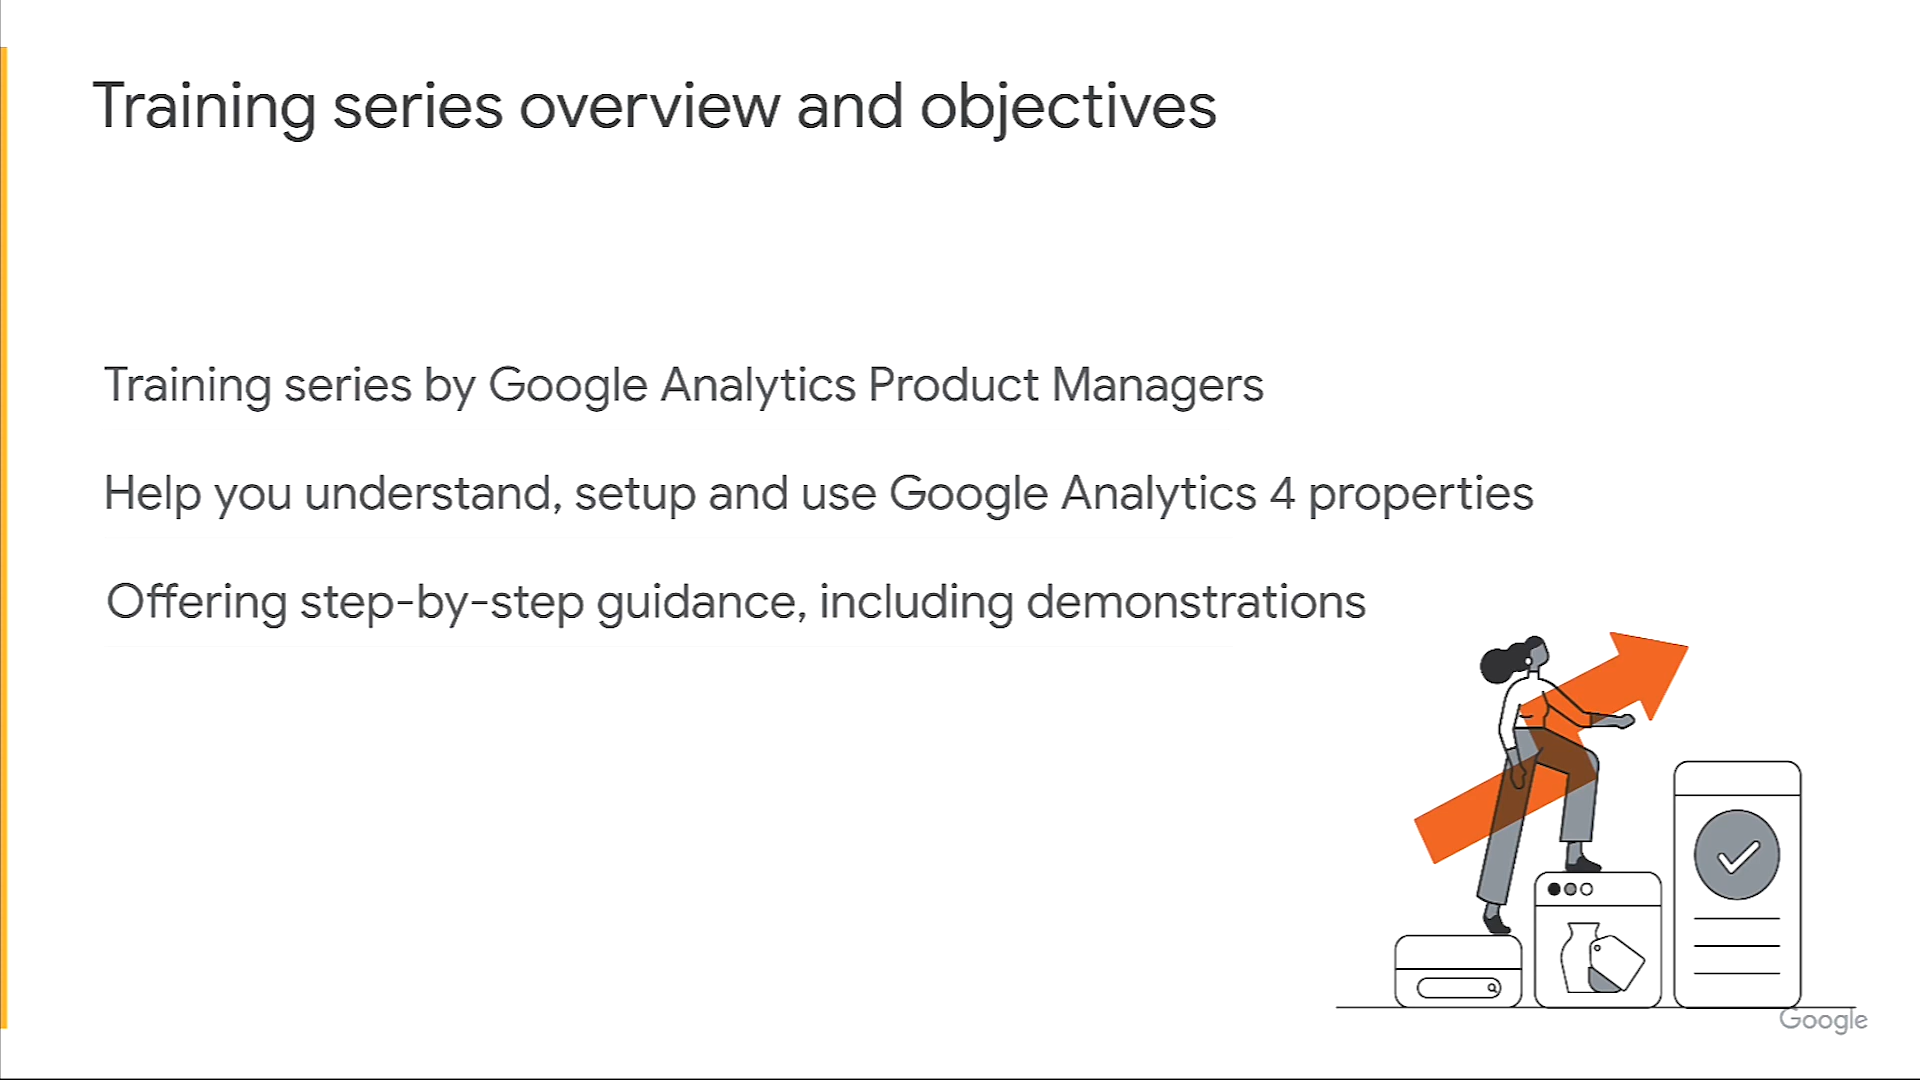 Training series overview and objectives
Training series by Google Analytics Product Managers
Help you understand, setup and use Google Analytics 4 properties
Offering step-by-step guidance, including demonstrations
Google